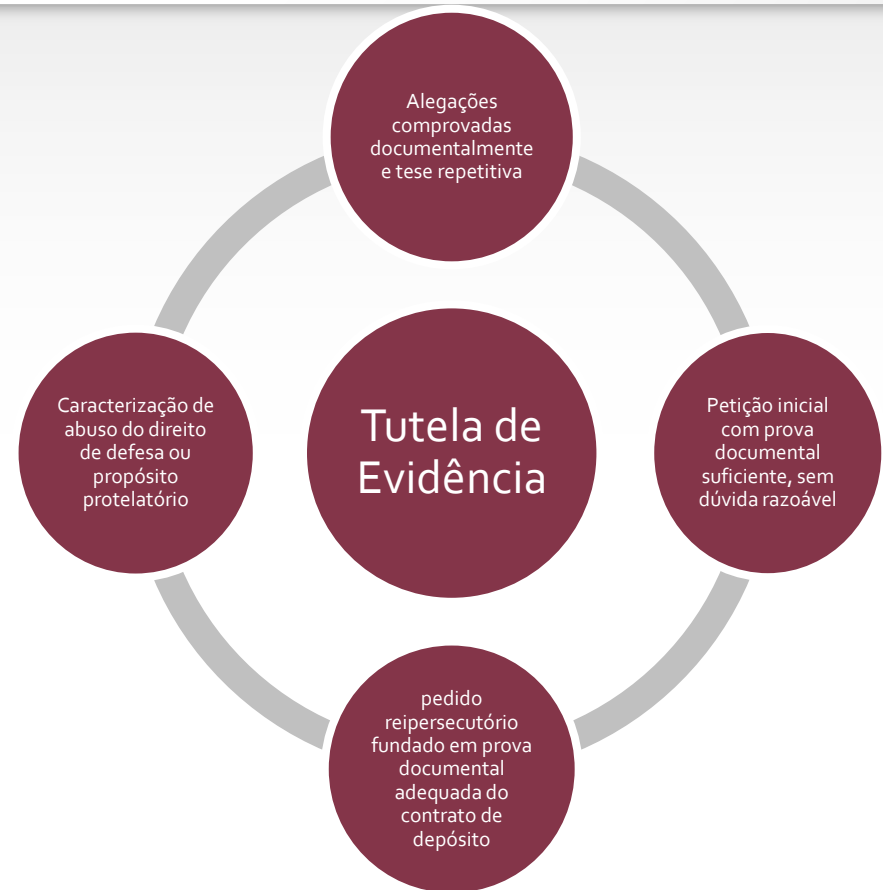 Alegações
comprovadas
documentalmente
e tese repetitiva
Caracterização de
abuso do direito
de defesa ou
propósito
protelatório
Tutela de
Evidência
Petição inicial
com prova
documental
suficiente, sem
dúvida razoável
pedido
reipersecutório
fundado em prova
documental
adequada do
contrato de
depósito